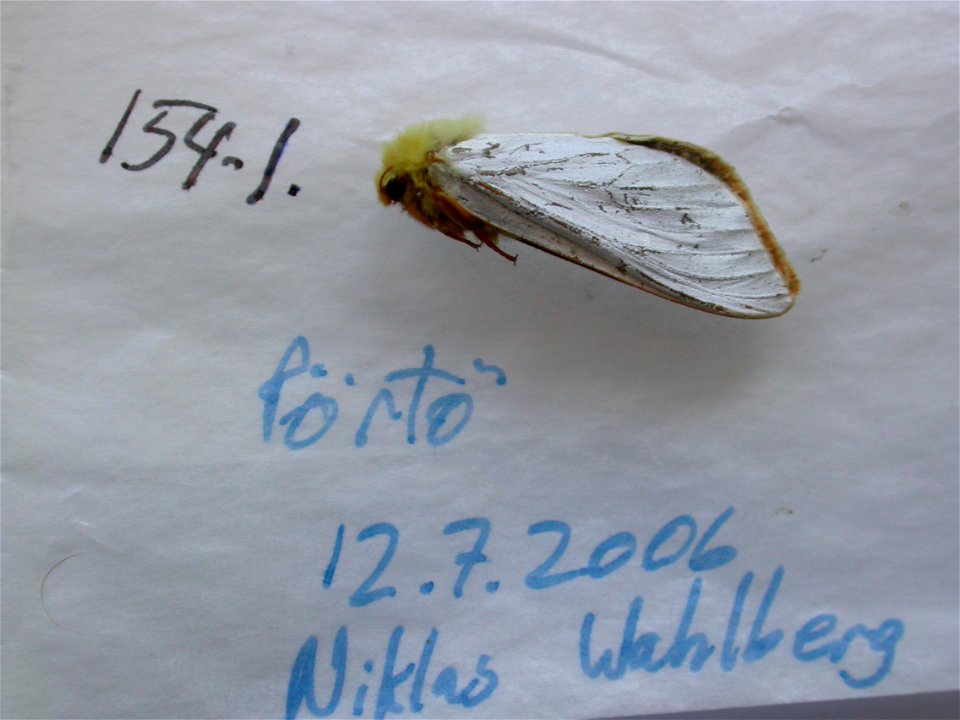 154.1.
Pörtö
12.7.2006
Niklas Wahlberg